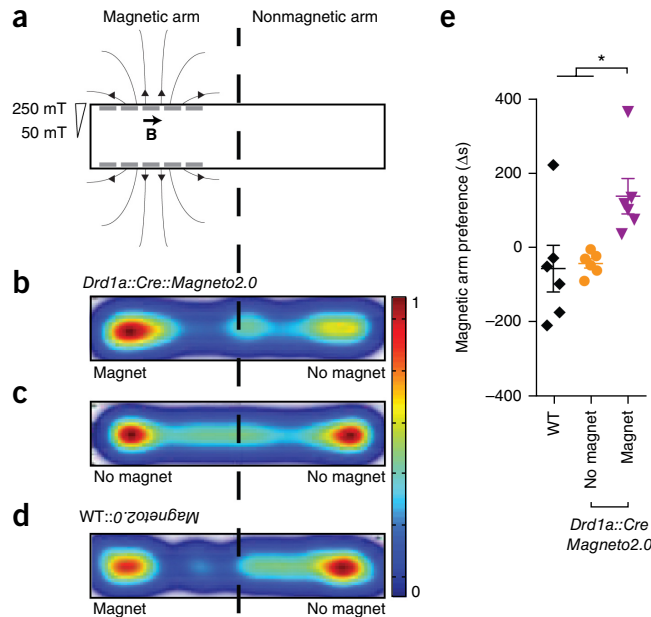 a
Magnetic arm
Nonmagnetic arm
250 mT
50 mT
B
b
Drd1a::Cre::Magneto2.0
1
Magnet
No magnet
c
No magnet
No magnet
d
WT::Magneto2.0
Magnet
No magnet
0
e
*
Magnetic arm preference (Δs)
400
200
0
−200
−400
WT
No magnet
Magnet
Drd1a::Cre
Magneto2.0